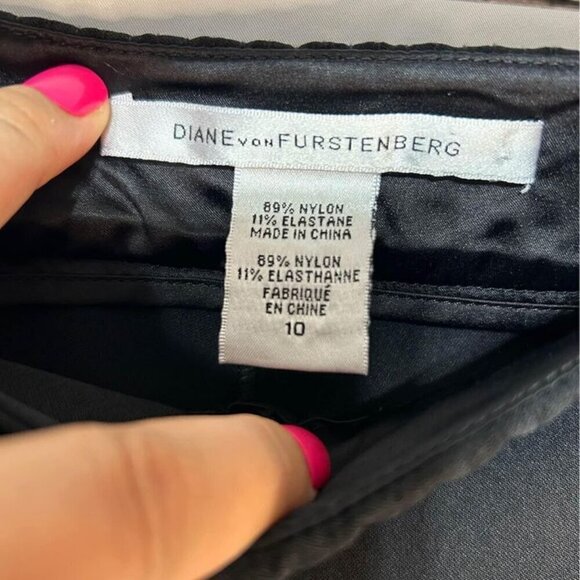 DIANE VON FURSTENBERG
89% NYLON
11% ELASTANE
MADE IN CHINA
89% NYLON
11% ELASTHANNE
FABRIQUÉ
EN CHINE
10